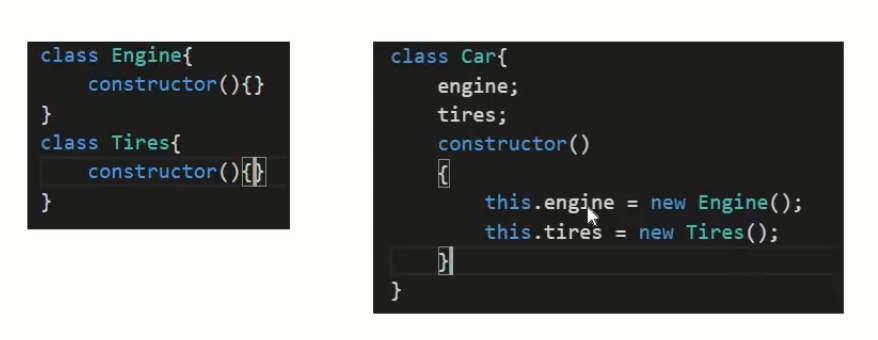 class Engine{
    constructor(){}
}
class Tires{
    constructor(){}
}
class Car{
    engine;
    tires;
    constructor()
    {
        this.engine = new Engine();
        this.tires = new Tires();
    }
}